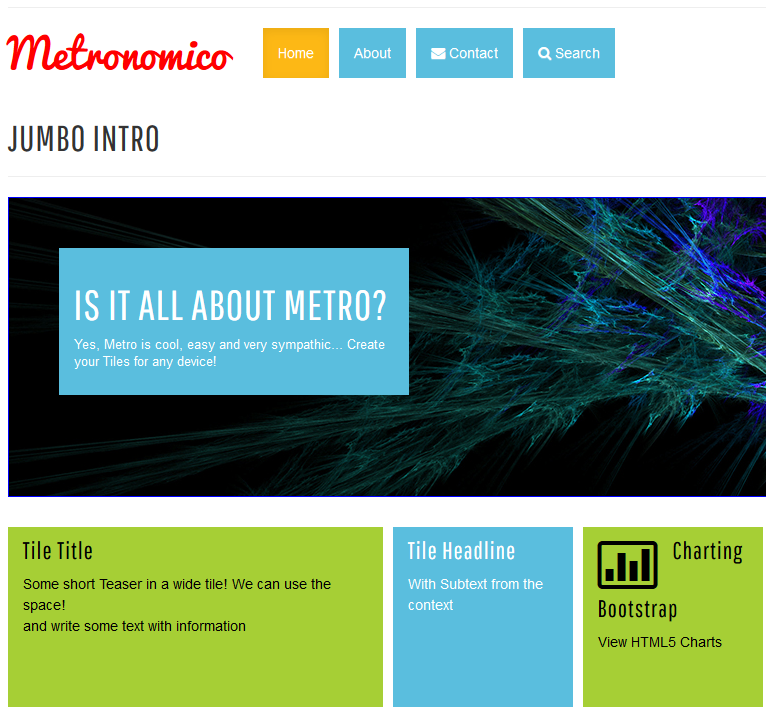 Metronomico
Home
About
Contact
Search
JUMBO INTRO
IS IT ALL ABOUT METRO?
Yes, Metro is cool, easy and very sympathic... Create
your Tiles for any device!
Tile Title
Some short Teaser in a wide tile! We can use the
space!
and write some text with information
Tile Headline
With Subtext from the
context
Charting
Bootstrap
View HTML5 Charts